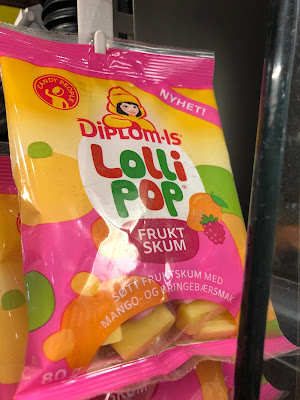 CANDY PEOPLE
NYHET!
DIPLOM-IS
Lolli
POP®
FRUKT
SKUM
SØTT FRUKTSKUM MED
MANGO- OG BRINGEBÆRSMAK
80 g